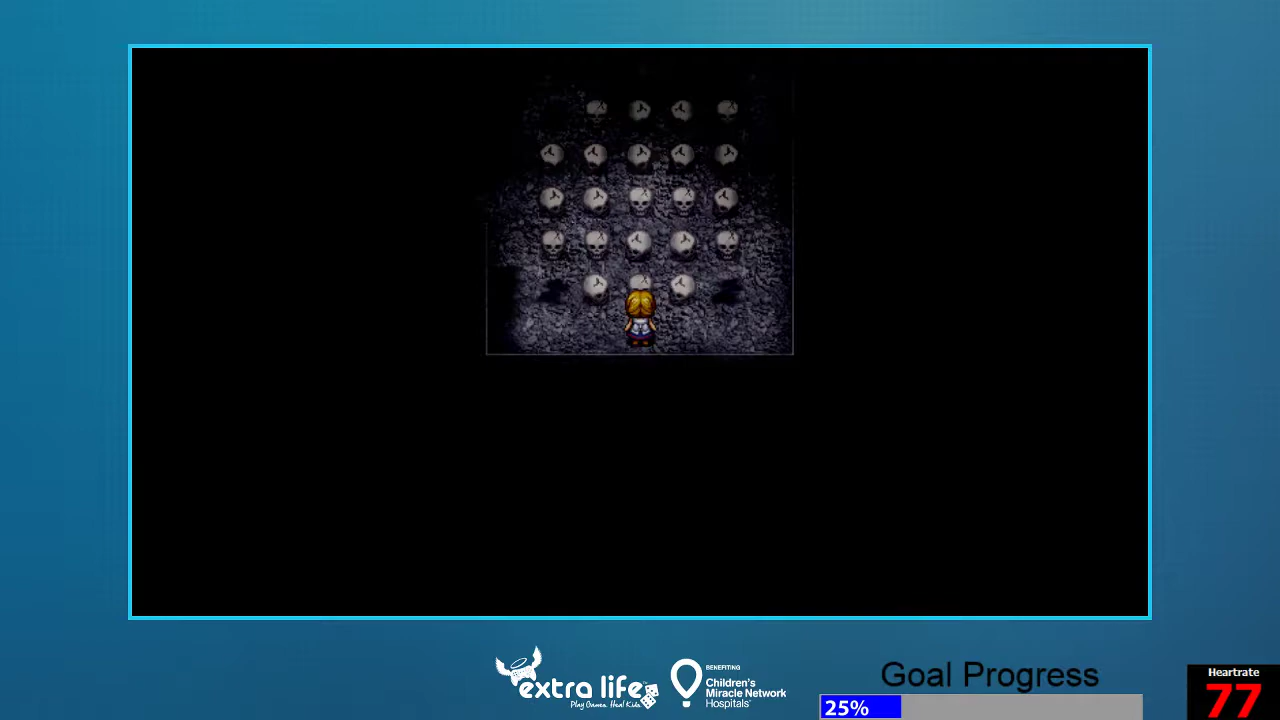 extra life
Play Games. Heal Kids.
BENEFITING
Children's
Miracle Network
Hospitals
Goal Progress
25%
Heartrate
77